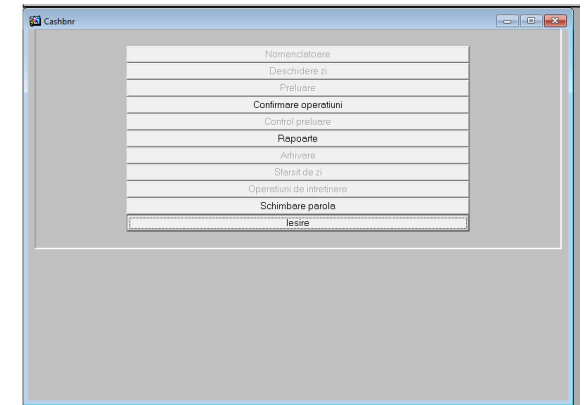 Cashbnr
Nomenclatoare
Deschidere zi
Preluare
Confirmare operatiuni
Control preluare
Rapoarte
Arhivare
Sfarsit de zi
Operatiuni de intretinere
Schimbare parola
Iesire